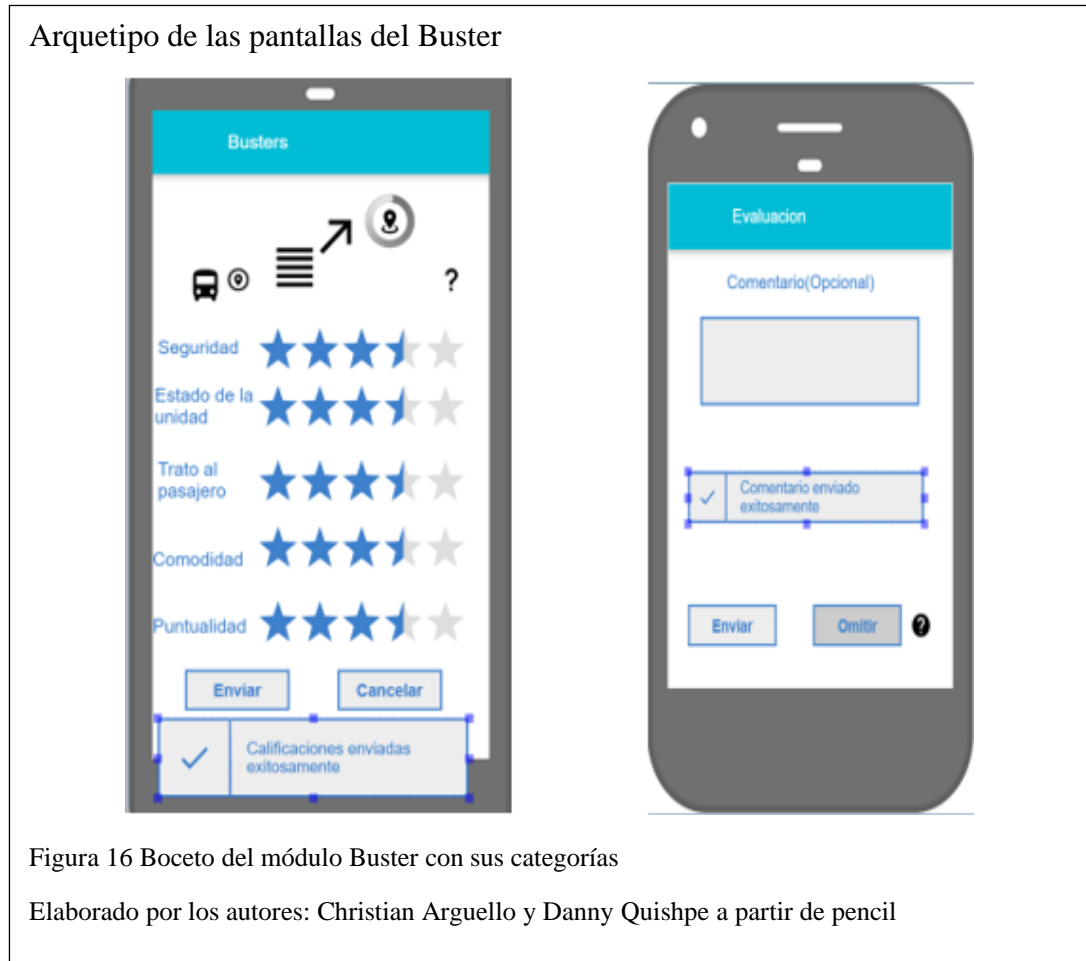 Arquetipo de las pantallas del Buster
Busters
?
Seguridad
Estado de la
unidad
Trato al
pasajero
Comodidad
Puntualidad
Enviar
Cancelar
Calificaciones enviadas
exitosamente
Evaluacion
Comentario(Opcional)
Comentario enviado
exitosamente
Enviar
Omitir
?
Figura 16 Boceto del módulo Buster con sus categorías
Elaborado por los autores: Christian Arguello y Danny Quishpe a partir de pencil